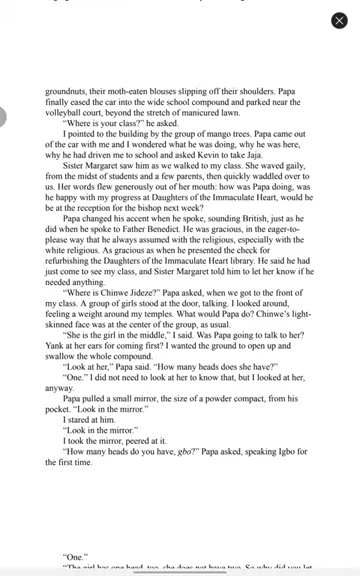 groundnuts, their moth-eaten blouses slipping off their shoulders. Papa
finally eased the car into the wide school compound and parked near the
volleyball court, beyond the stretch of manicured lawn.
“Where is your class?” he asked.
I pointed to the building by the group of mango trees. Papa came out
of the car with me and I wondered what he was doing, why he was here,
why he had driven me to school and asked Kevin to take Jaja.
Sister Margaret saw him as we walked to my class. She waved gaily,
from the midst of students and a few parents, then quickly waddled over to
us. Her words flew generously out of her mouth: how was Papa doing, was
he happy with my progress at Daughters of the Immaculate Heart, would he
be at the reception for the bishop next week?
Papa changed his accent when he spoke, sounding British, just as he
did when he spoke to Father Benedict. He was gracious, in the eager-to-
please way that he always assumed with the religious, especially with the
white religious. As gracious as when he presented the check for
refurbishing the Daughters of the Immaculate Heart library. He said he had
just come to see my class, and Sister Margaret told him to let her know if he
needed anything.
“Where is Chinwe Jideze?” Papa asked, when we got to the front of
my class. A group of girls stood at the door, talking. I looked around,
feeling a weight around my temples. What would Papa do? Chinwe’s light-
skinned face was at the center of the group, as usual.
“She is the girl in the middle,” I said. Was Papa going to talk to her?
Yank at her ears for coming first? I wanted the ground to open up and
swallow the whole compound.
“Look at her,” Papa said. “How many heads does she have?”
“One.” I did not need to look at her to know that, but I looked at her,
anyway.
Papa pulled a small mirror, the size of a powder compact, from his
pocket. “Look in the mirror.”
I stared at him.
“Look in the mirror.”
I took the mirror, peered at it.
“How many heads do you have, gbo?” Papa asked, speaking Igbo for
the first time.
“One.”
“The girl has one head, too, she does not have two. So why did you let